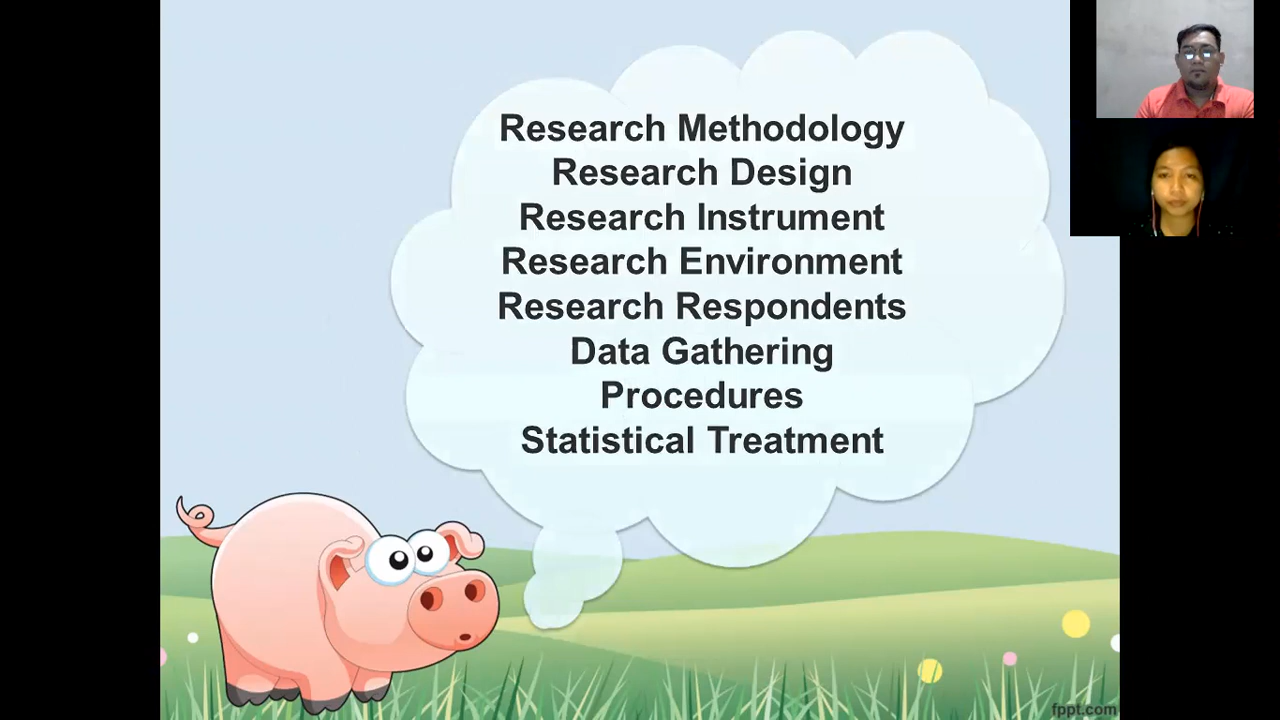 Research Methodology
Research Design
Research Instrument
Research Environment
Research Respondents
Data Gathering
Procedures
Statistical Treatment
fppt.com